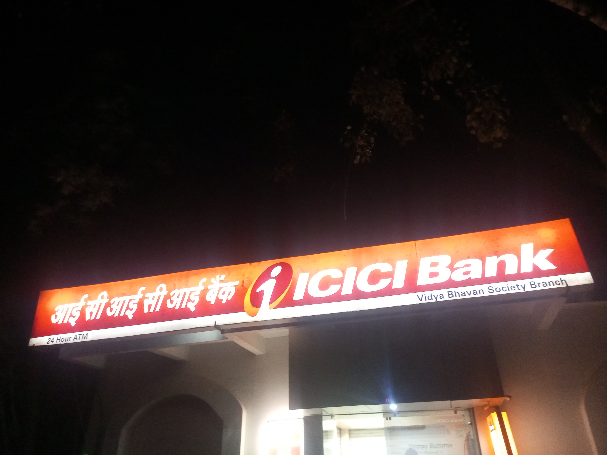 आई सी आई सी आई बैंक ICICI Bank
24 Hour ATM
Vidya Bhavan Society Branch